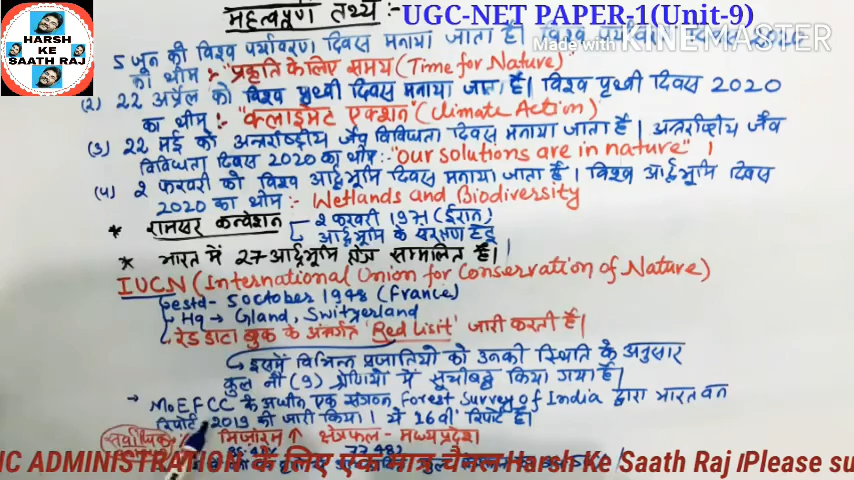 महत्वपूर्ण तथ्य :- UGC-NET PAPER-1(Unit-9)
HARSH
KE
SAATH RAJ
Made with KINEMASTER
5 जून को विश्व पर्यावरण दिवस मनाया जाता है। विश्व
का थीम :- "प्रकृति के लिए समय (Time for Nature)"
(2) 22 अप्रैल को विश्व पृथ्वी दिवस मनाया जाता है। विश्व पृथ्वी दिवस 2020
का थीम :- "क्लाइमेट एक्शन" (Climate Action)
(3) 22 मई को अन्तर्राष्ट्रीय जैव विविधता दिवस मनाया जाता है। अन्तर्राष्ट्रीय जैव
विविधता दिवस 2020 का थीम :- "Our solutions are in nature" ।
(4) 2 फरवरी को विश्व आर्द्रभूमि दिवस मनाया जाता है। विश्व आर्द्रभूमि दिवस
2020 का थीम :- Wetlands and Biodiversity
* रामसर कन्वेशन 2 फरवरी 1971 (ईरान)
आर्द्रभूमि के संरक्षण हेतु
* भारत में 27 आर्द्रभूमि क्षेत्र सम्मिलित है।
IUCN (International Union for Conservation of Nature)
estd - 5 october 1948 (France)
Hq → Gland, Switzerland
रेड डाटा बुक के अंतर्गत 'Red Lisit' जारी करती है।
इसमें विभिन्न प्रजातियों को उनकी स्थिति के अनुसार
कुल नौ (9) श्रेणियों में सूचीबद्ध किया गया है।
→ MoEFCC के अधीन एक संगठन Forest Survey of India द्वारा भारत वन
रिपोर्ट 2019 को जारी किया। ये 16वीं रिपोर्ट है।
सर्वाधिक मिजोरम ↑ क्षेत्रफल - मध्यप्रदेश।
77,482
IC ADMINISTRATION के लिए एक मात्र चैनल Harsh Ke Saath Raj ।Please su